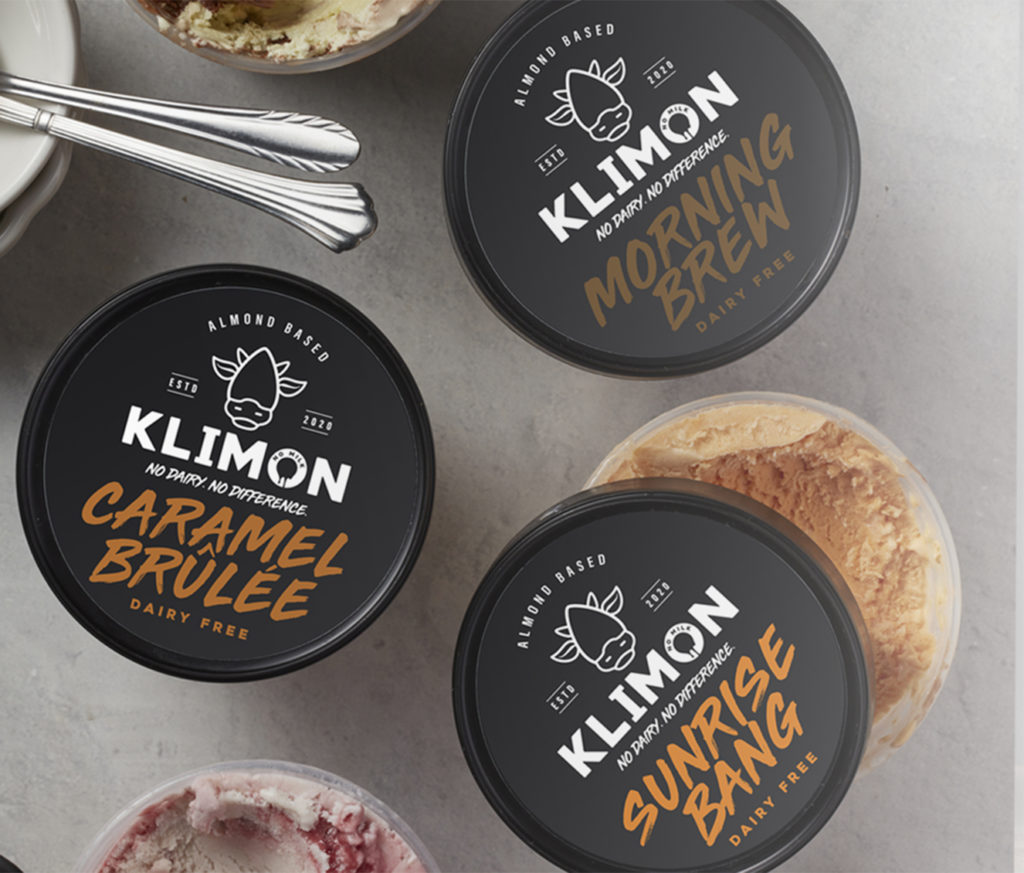 ALMOND BASED
ESTD 2020
KLIMON
NO MILK
NO DAIRY. NO DIFFERENCE.
MORNING
BREW
DAIRY FREE
ALMOND BASED
ESTD 2020
KLIMON
NO MILK
NO DAIRY. NO DIFFERENCE.
CARAMEL
BRÛLÉE
DAIRY FREE
ALMOND BASED
ESTD 2020
KLIMON
NO MILK
NO DAIRY. NO DIFFERENCE.
SUNRISE
BANG
DAIRY FREE